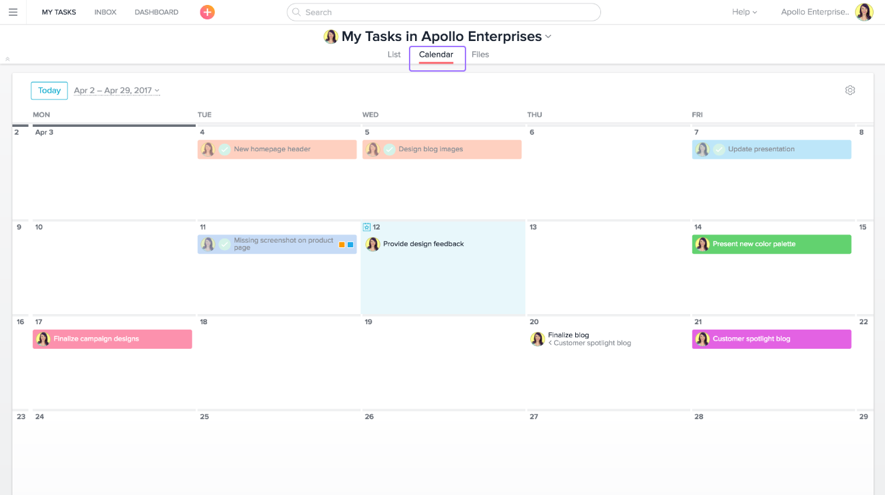 MY TASKS INBOX DASHBOARD + Search Help Apollo Enterprise..
My Tasks in Apollo Enterprises
List Calendar Files
Today Apr 2 – Apr 29, 2017
MON TUE WED THU FRI
2 Apr 3 4 5 6 7 8
New homepage header Design blog images Update presentation
9 10 11 12 13 14 15
Missing screenshot on product
page
Provide design feedback Present new color palette
16 17 18 19 20 21 22
Finalize campaign designs
Finalize blog
< Customer spotlight blog
Customer spotlight blog
23 24 25 26 27 28 29